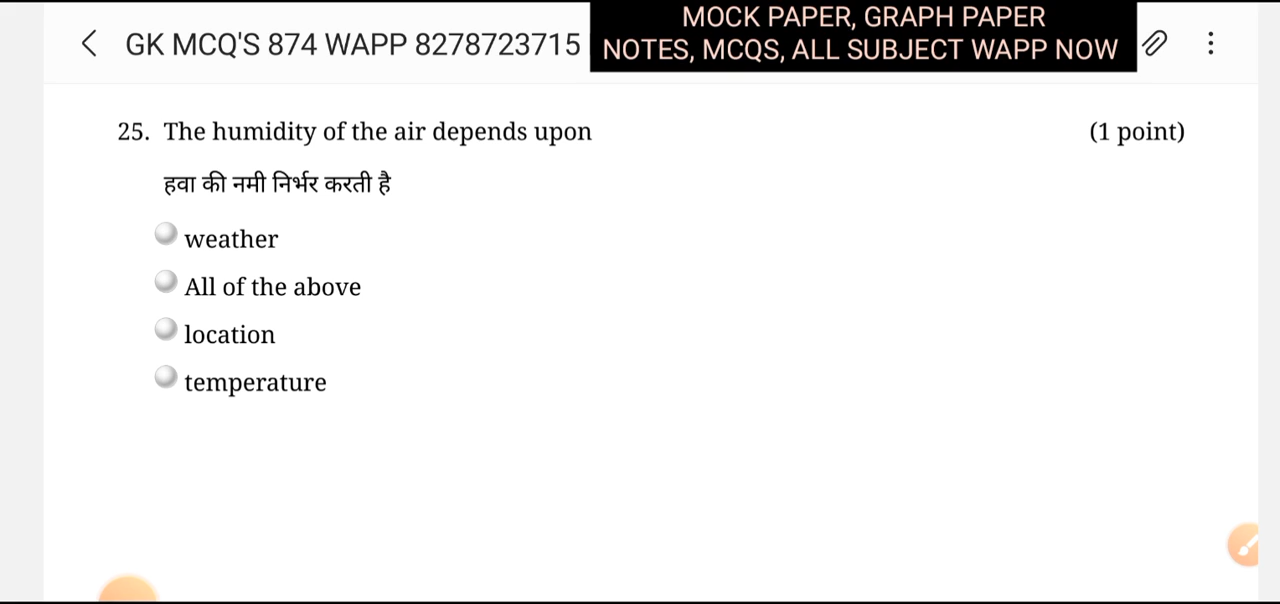 GK MCQ'S 874 WAPP 8278723715
MOCK PAPER, GRAPH PAPER
NOTES, MCQS, ALL SUBJECT WAPP NOW
25. The humidity of the air depends upon (1 point)
हवा की नमी निर्भर करती है
weather
All of the above
location
temperature